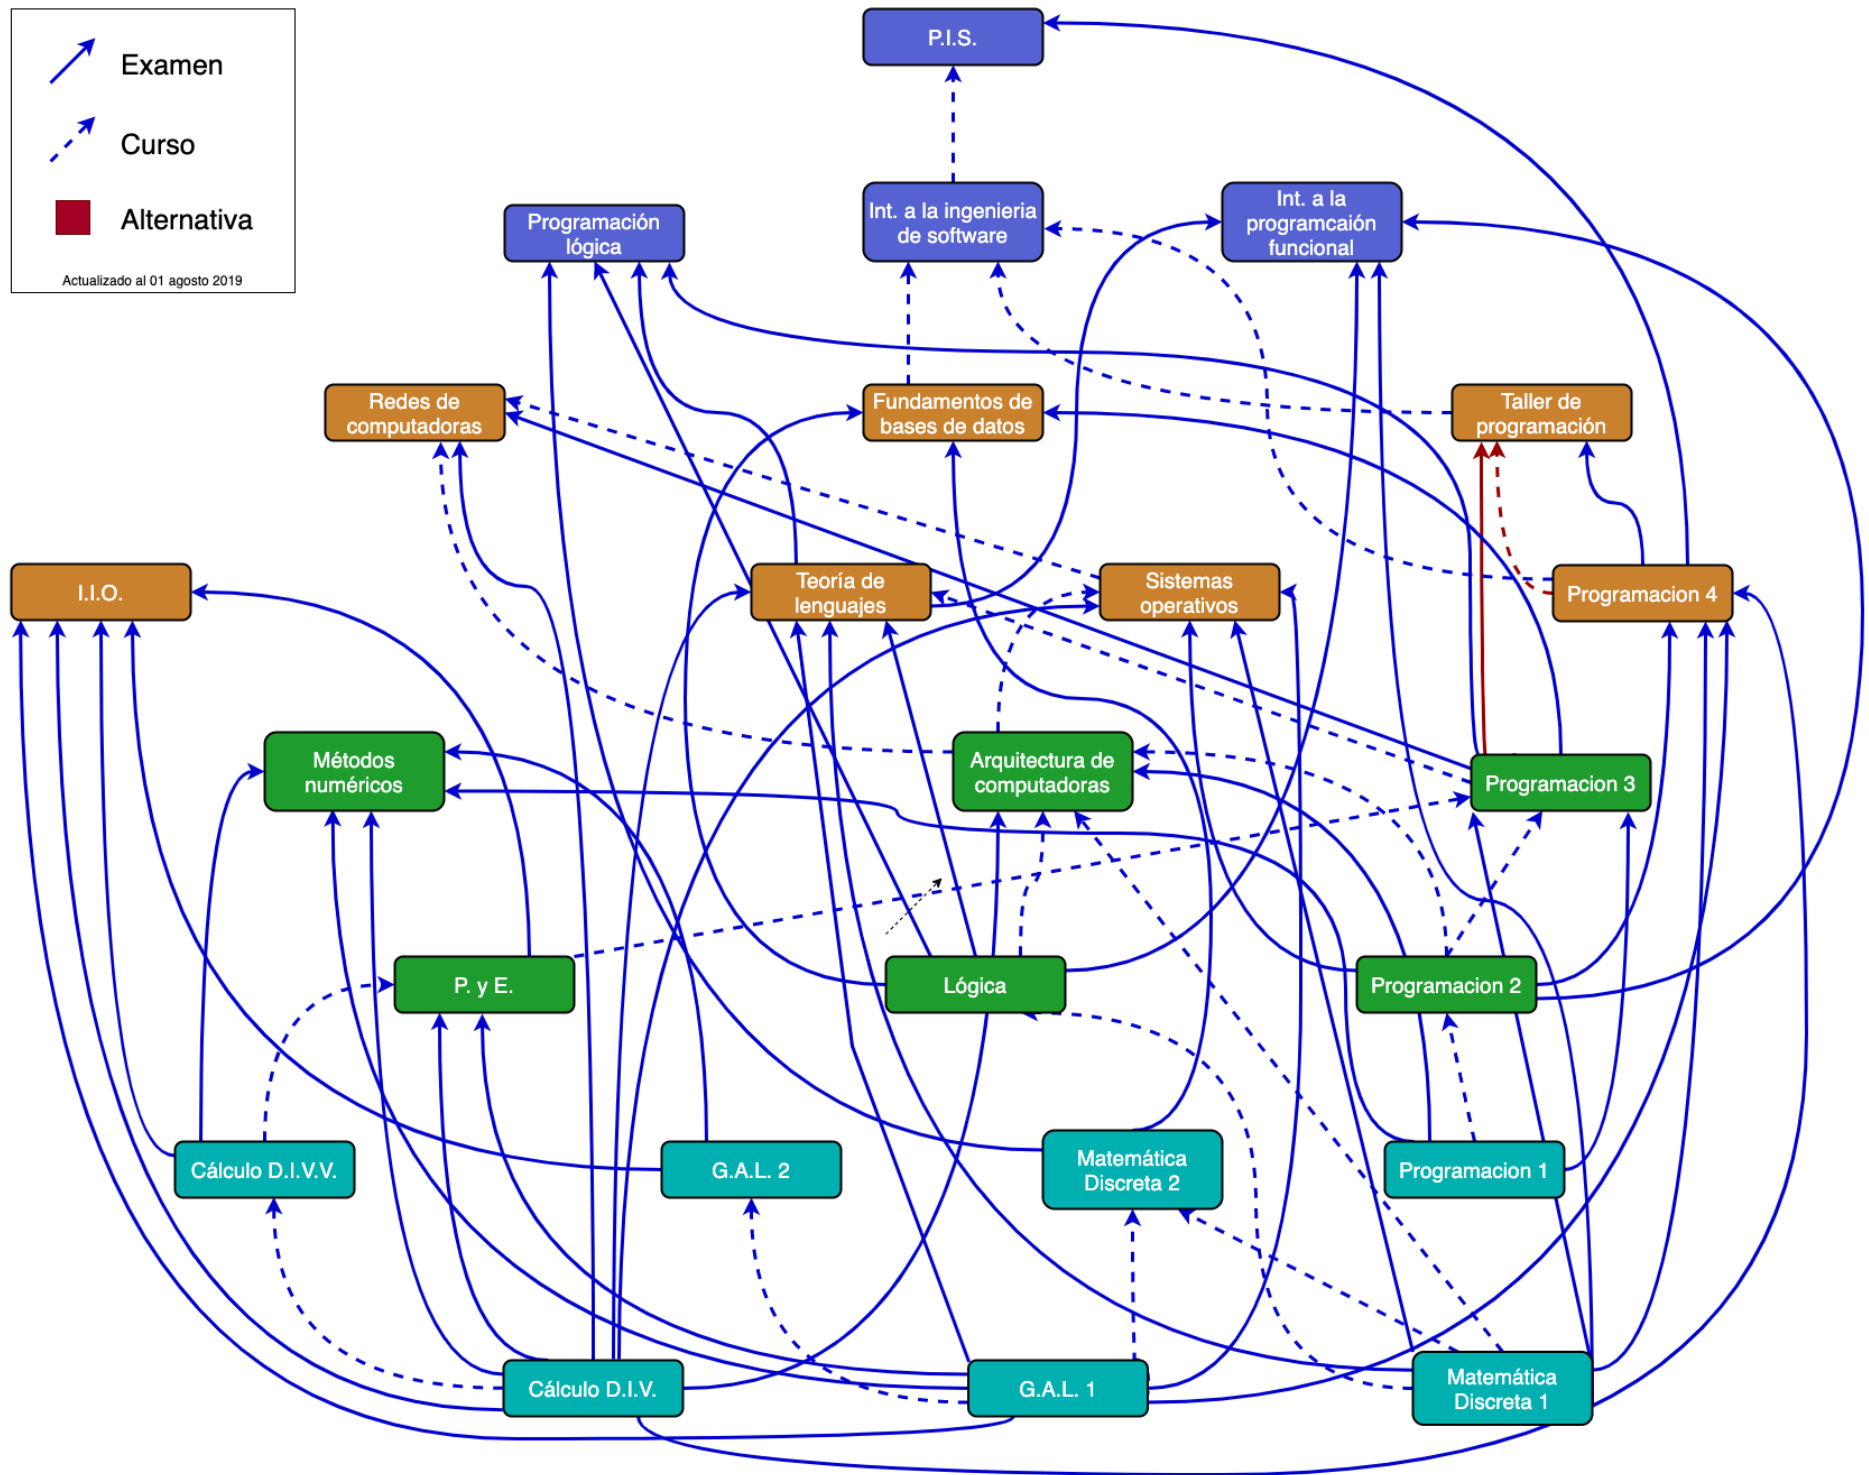 Examen
Curso
Alternativa
Actualizado al 01 agosto 2019
P.I.S.
Programación
lógica
Int. a la ingenieria
de software
Int. a la
programcaión
funcional
Redes de
computadoras
Fundamentos de
bases de datos
Taller de
programación
I.I.O.
Teoría de
lenguajes
Sistemas
operativos
Programacion 4
Métodos
numéricos
Arquitectura de
computadoras
Programacion 3
P. y E.
Lógica
Programacion 2
Cálculo D.I.V.V.
G.A.L. 2
Matemática
Discreta 2
Programacion 1
Cálculo D.I.V.
G.A.L. 1
Matemática
Discreta 1